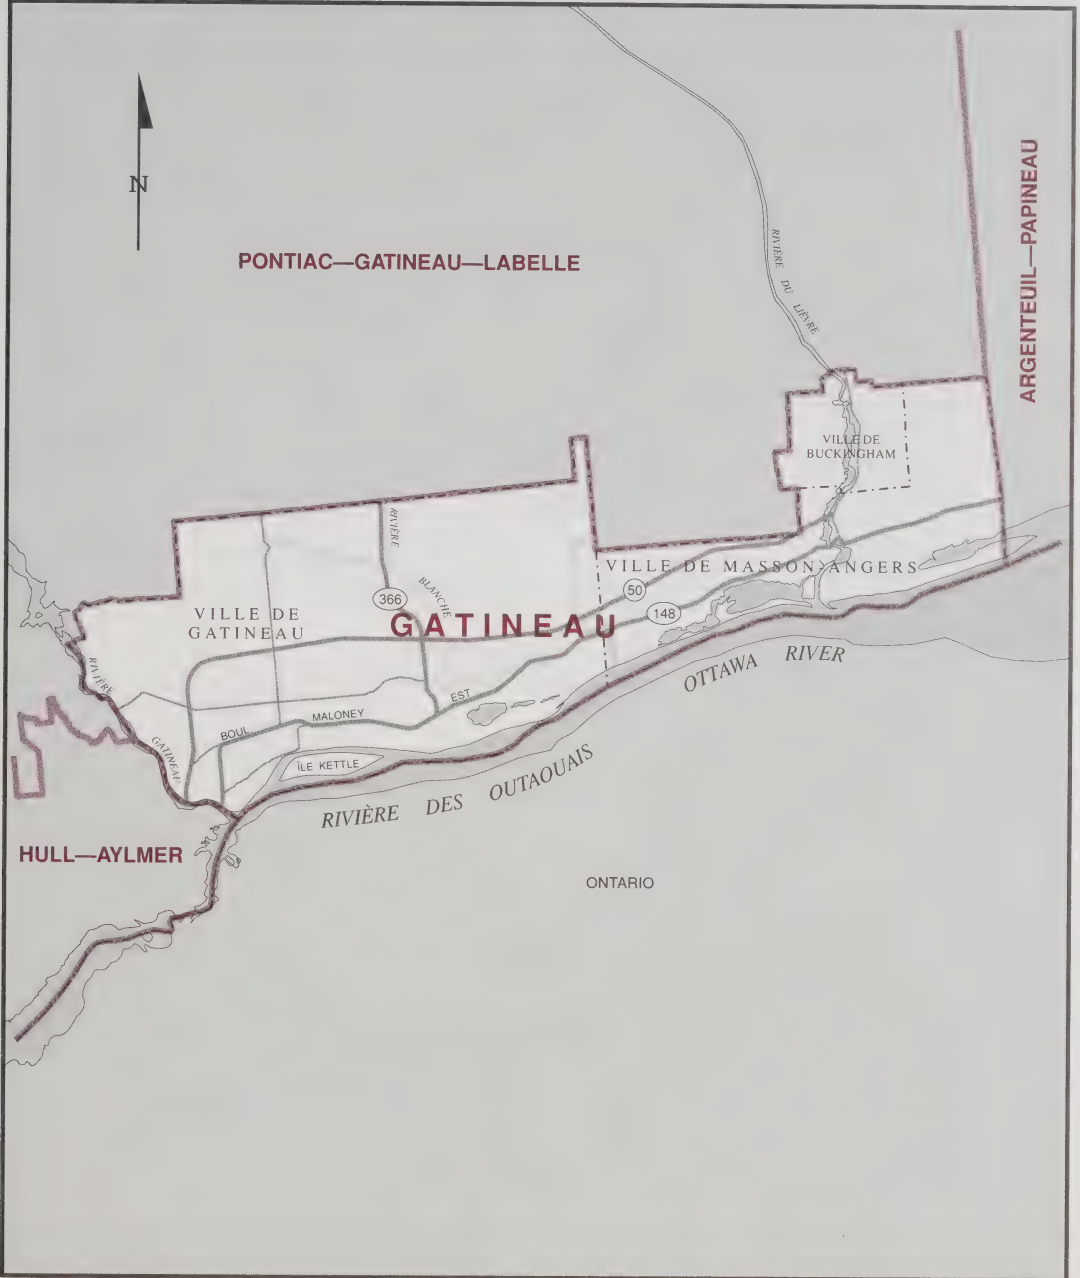 N
PONTIAC—GATINEAU—LABELLE
ARGENTEUIL—PAPINEAU
RIVIÈRE DU LIÈVRE
VILLE DE
BUCKINGHAM
RIVIÈRE
BLANCHE
VILLE DE MASSON-ANGERS
50
148
366
VILLE DE
GATINEAU
GATINEAU
RIVIÈRE
GATINEAU
BOUL
MALONEY
EST
ÎLE KETTLE
OTTAWA RIVER
RIVIÈRE DES OUTAOUAIS
HULL—AYLMER
ONTARIO